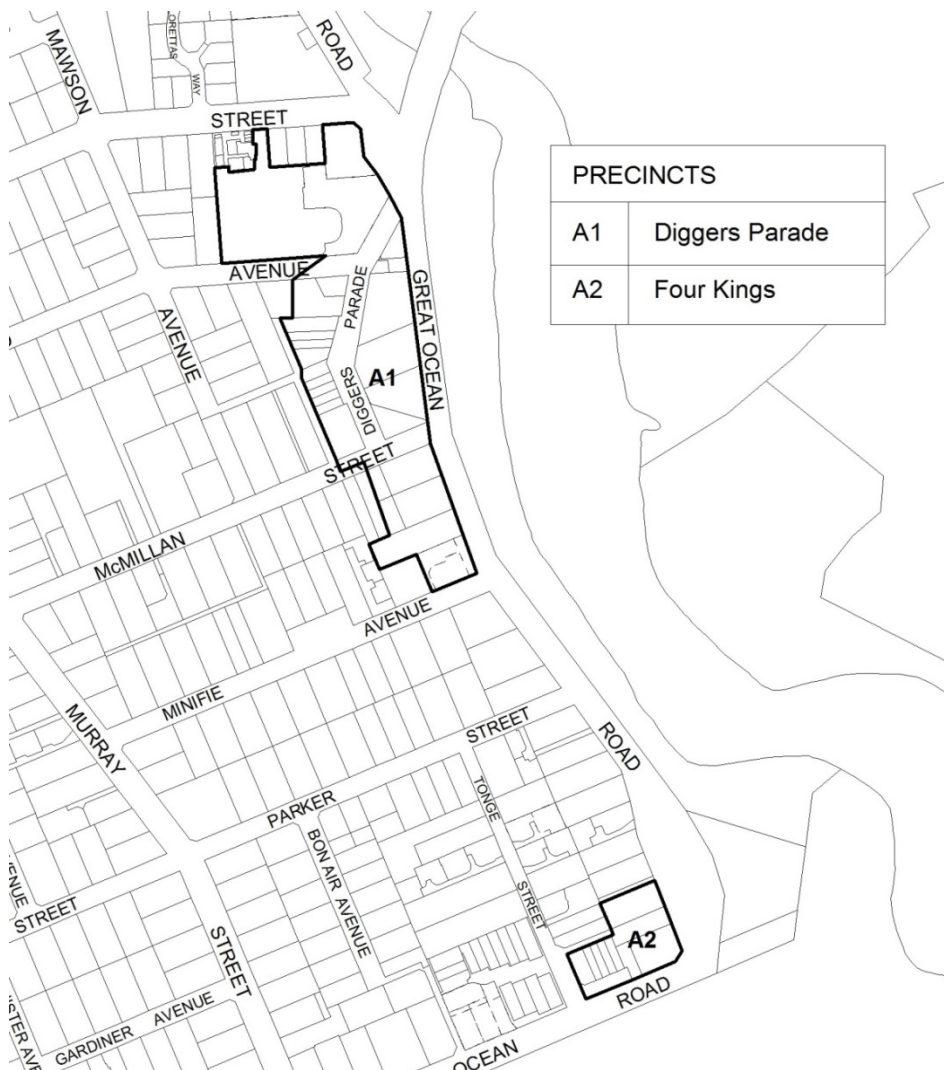 MAWSON
ORETTAS
WAY
ROAD
STREET
PRECINCTS
A1 Diggers Parade
A2 Four Kings
AVENUE
PARADE
GREAT OCEAN
AVENUE
A1
DIGGERS
STREET
McMILLAN
AVENUE
MINIFIE
MURRAY
STREET
ROAD
PARKER
TONGE
BON AIR
AVENUE
STREET
AVENUE
STREET
STREET
A2
ROAD
GARDINER AVENUE
OCEAN